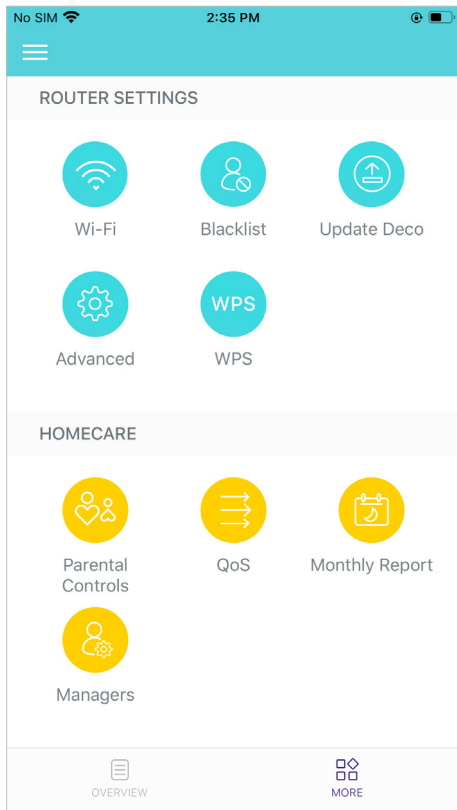 No SIM 2:35 PM
ROUTER SETTINGS
Wi-Fi Blacklist Update Deco
WPS
Advanced WPS
HOMECARE
Parental Controls QoS Monthly Report
Managers
OVERVIEW MORE